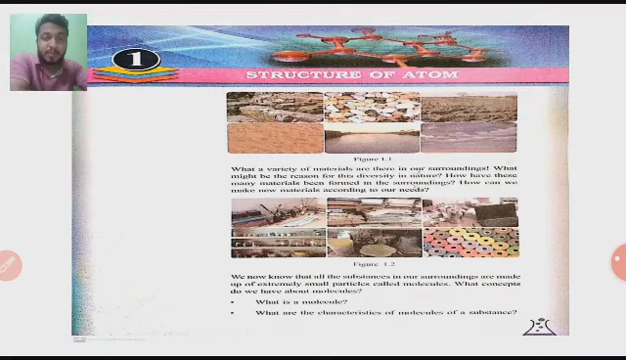 1
STRUCTURE OF ATOM
Figure 1.1
What a variety of materials are there in our surroundings! What
might be the reason for this diversity in nature? How have these
many materials been formed in the surroundings? How can we
make new materials according to our needs?
Figure 1.2
We now know that all the substances in our surroundings are made
up of extremely small particles called molecules. What concepts
do we have about molecules?
• What is a molecule?
• What are the characteristics of molecules of a substance?